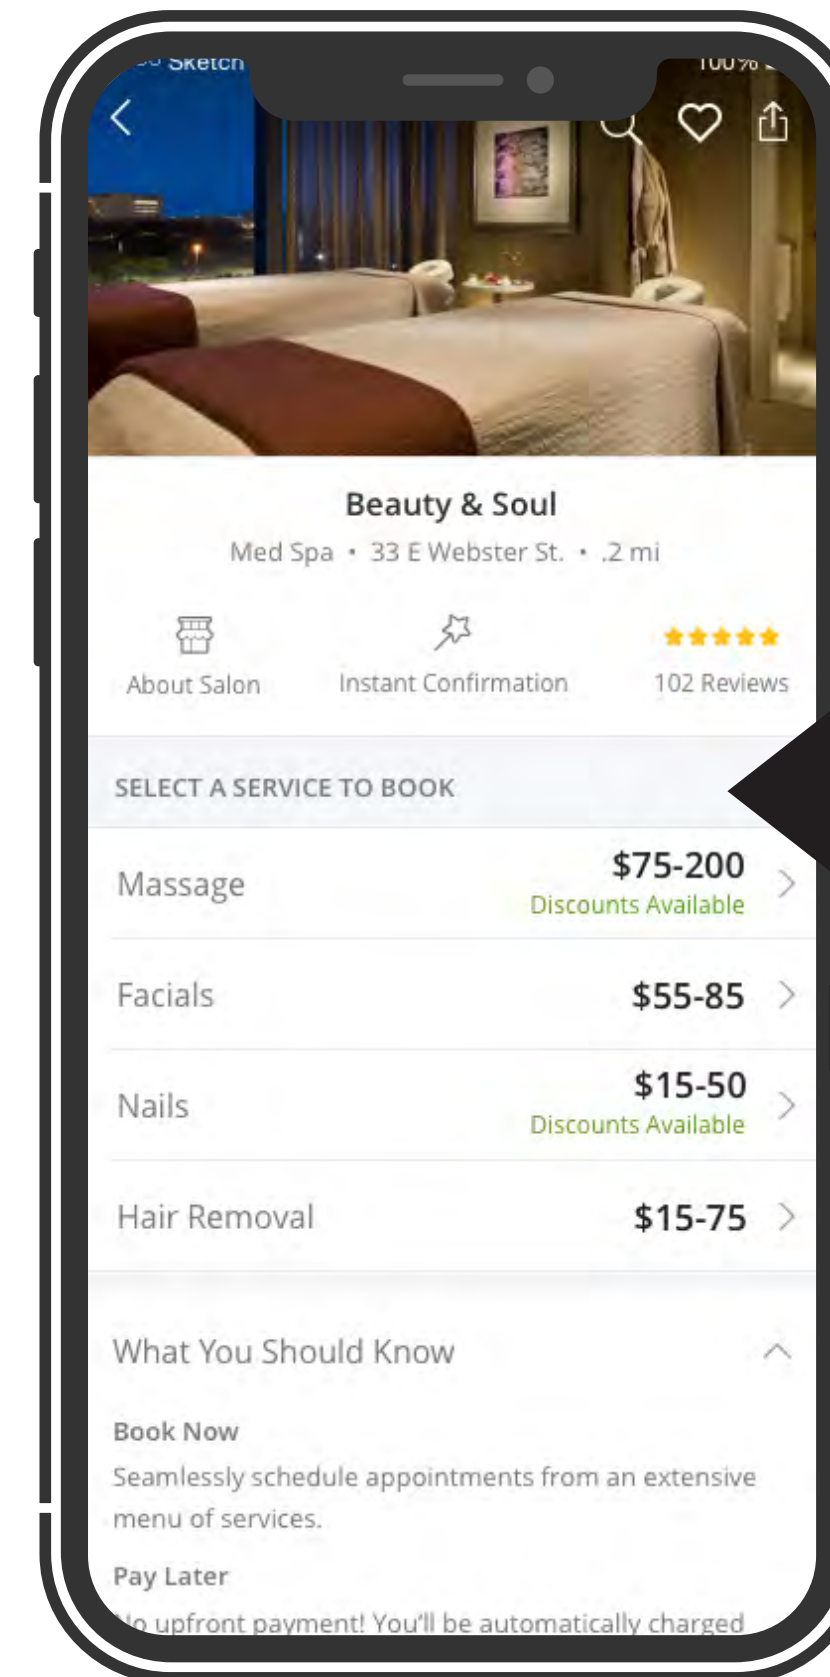 Sketch
100%
Beauty & Soul
Med Spa • 33 E Webster St. • .2 mi
About Salon
Instant Confirmation
102 Reviews
SELECT A SERVICE TO BOOK
Massage
$75-200
Discounts Available
Facials
$55-85
Nails
$15-50
Discounts Available
Hair Removal
$15-75
What You Should Know
Book Now
Seamlessly schedule appointments from an extensive
menu of services.
Pay Later
No upfront payment! You'll be automatically charged